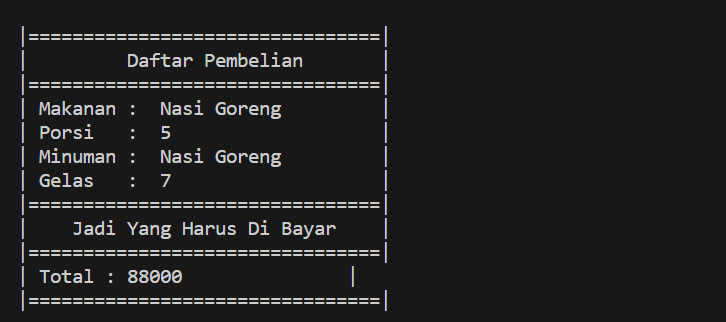 |================================|
|         Daftar Pembelian       |
|================================|
| Makanan :  Nasi Goreng         |
| Porsi   :  5                   |
| Minuman :  Nasi Goreng         |
| Gelas   :  7                   |
|================================|
|    Jadi Yang Harus Di Bayar    |
|================================|
| Total : 88000               |
|================================|